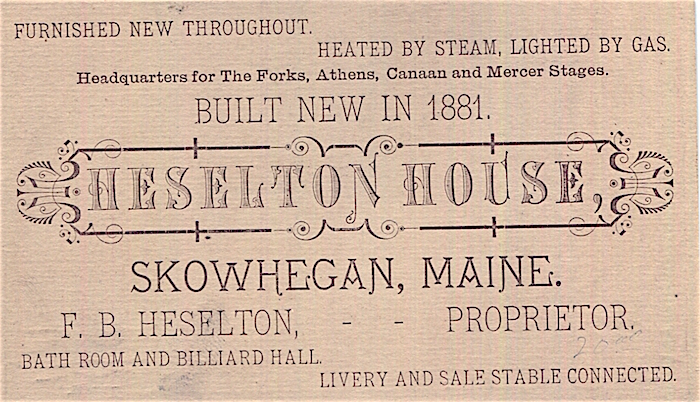 FURNISHED NEW THROUGHOUT.
HEATED BY STEAM, LIGHTED BY GAS.
Headquarters for The Forks, Athens, Canaan and Mercer Stages.
BUILT NEW IN 1881.
HESELTON HOUSE,
SKOWHEGAN, MAINE.
F. B. HESELTON, - - PROPRIETOR.
BATH ROOM AND BILLIARD HALL.
LIVERY AND SALE STABLE CONNECTED.